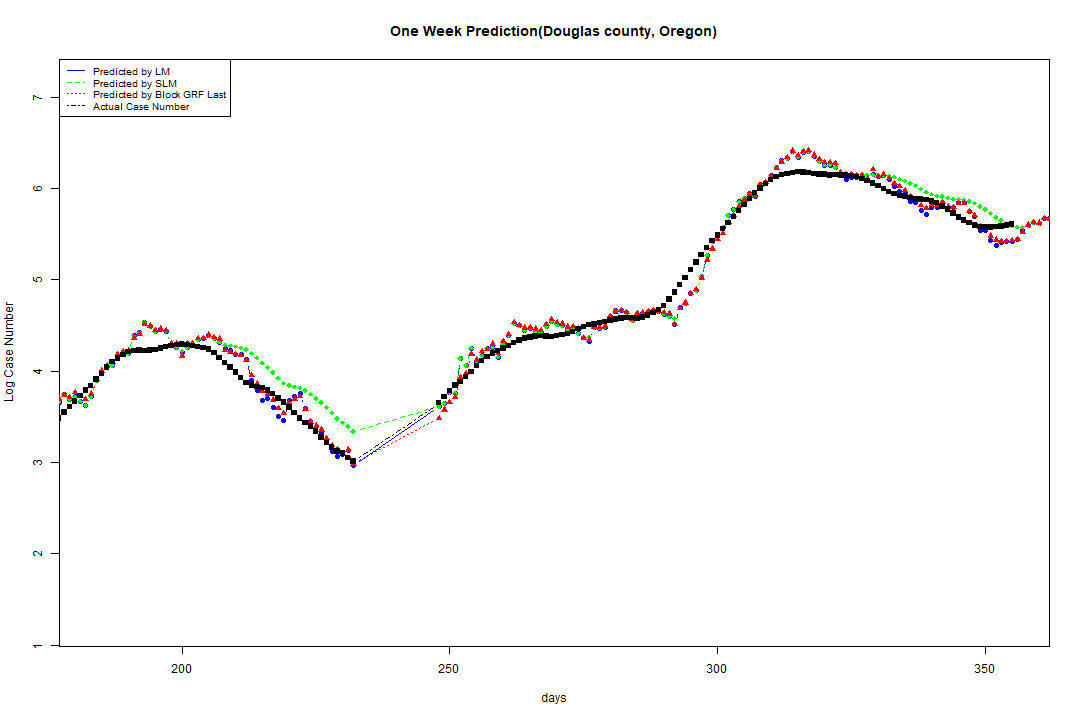 One Week Prediction(Douglas county, Oregon)
Predicted by LM
Predicted by SLM
Predicted by Block GRF Last
Actual Case Number
7
6
5
4
3
2
1
Log Case Number
200
250
300
350
days